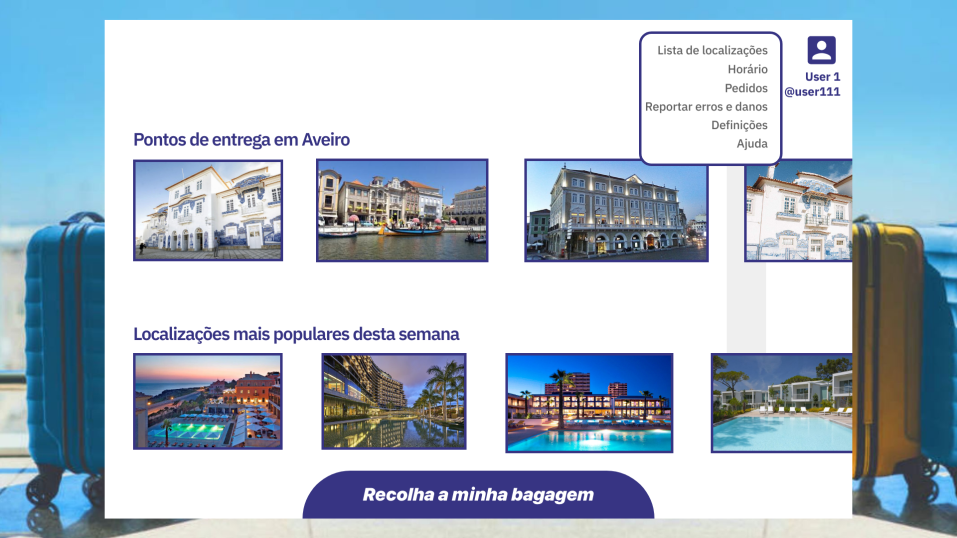 Lista de localizações
Horário
Pedidos
Reportar erros e danos
Definições
Ajuda
User 1
@user111
Pontos de entrega em Aveiro
Localizações mais populares desta semana
Recolha a minha bagagem